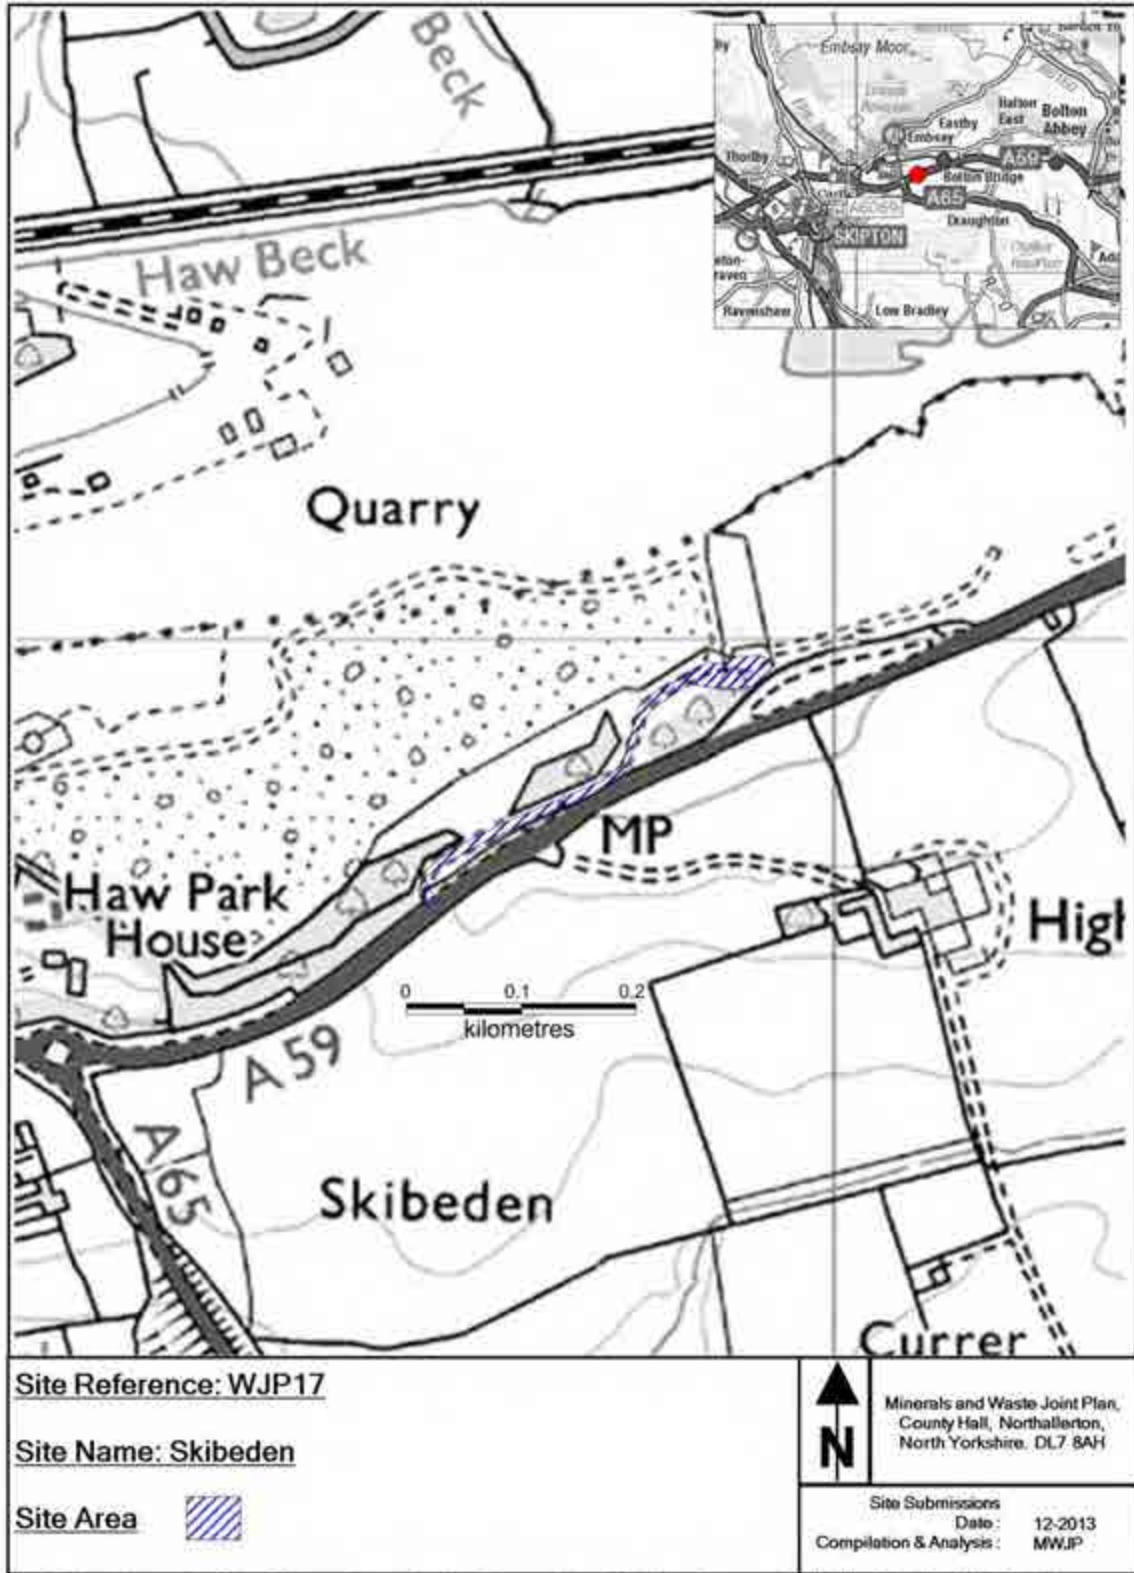 Beck
Haw Beck
Quarry
MP
Haw Park
House
High
0 0.1 0.2
kilometres
A 59
A 65
Skibeden
Currer
Embsay Moor
Eastby
Halton
East
Bolton
Abbey
Embsay
Thorlby
A59
Bolton Bridge
A65
SKIPTON
Draughton
Low Bradley
Site Reference: WJP17
Site Name: Skibeden
Site Area
N
Minerals and Waste Joint Plan,
County Hall, Northallerton,
North Yorkshire. DL7 8AH
Site Submissions
Date : 12-2013
Compilation & Analysis : MWJP